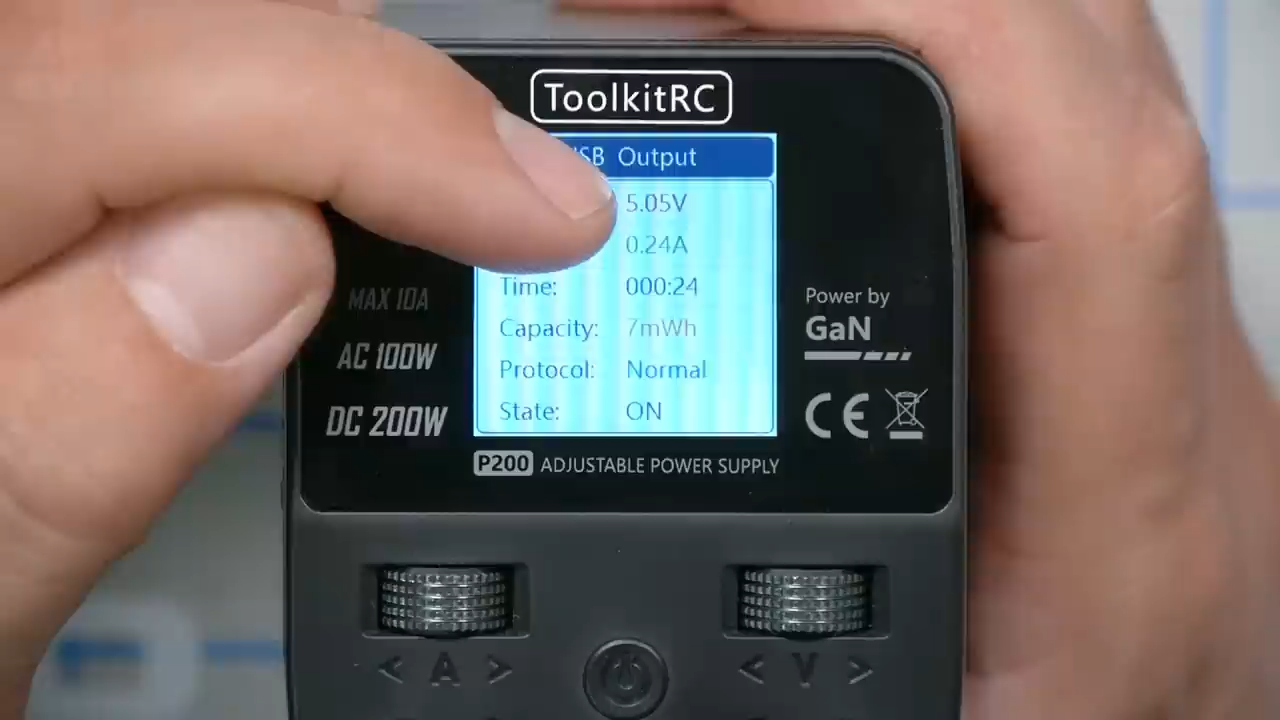 ToolkitRC
USB Output
5.05V
0.24A
Time: 000:24
Capacity: 7mWh
Protocol: Normal
State: ON
MAX 10A
AC 100W
DC 200W
Power by
GaN
CE
P200 ADJUSTABLE POWER SUPPLY
< A >
< V >